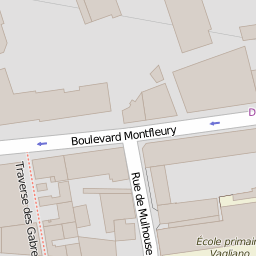 D
Boulevard Montfleury
Rue de Mulhouse
Traverse des Gabre
École primair
Vagliano